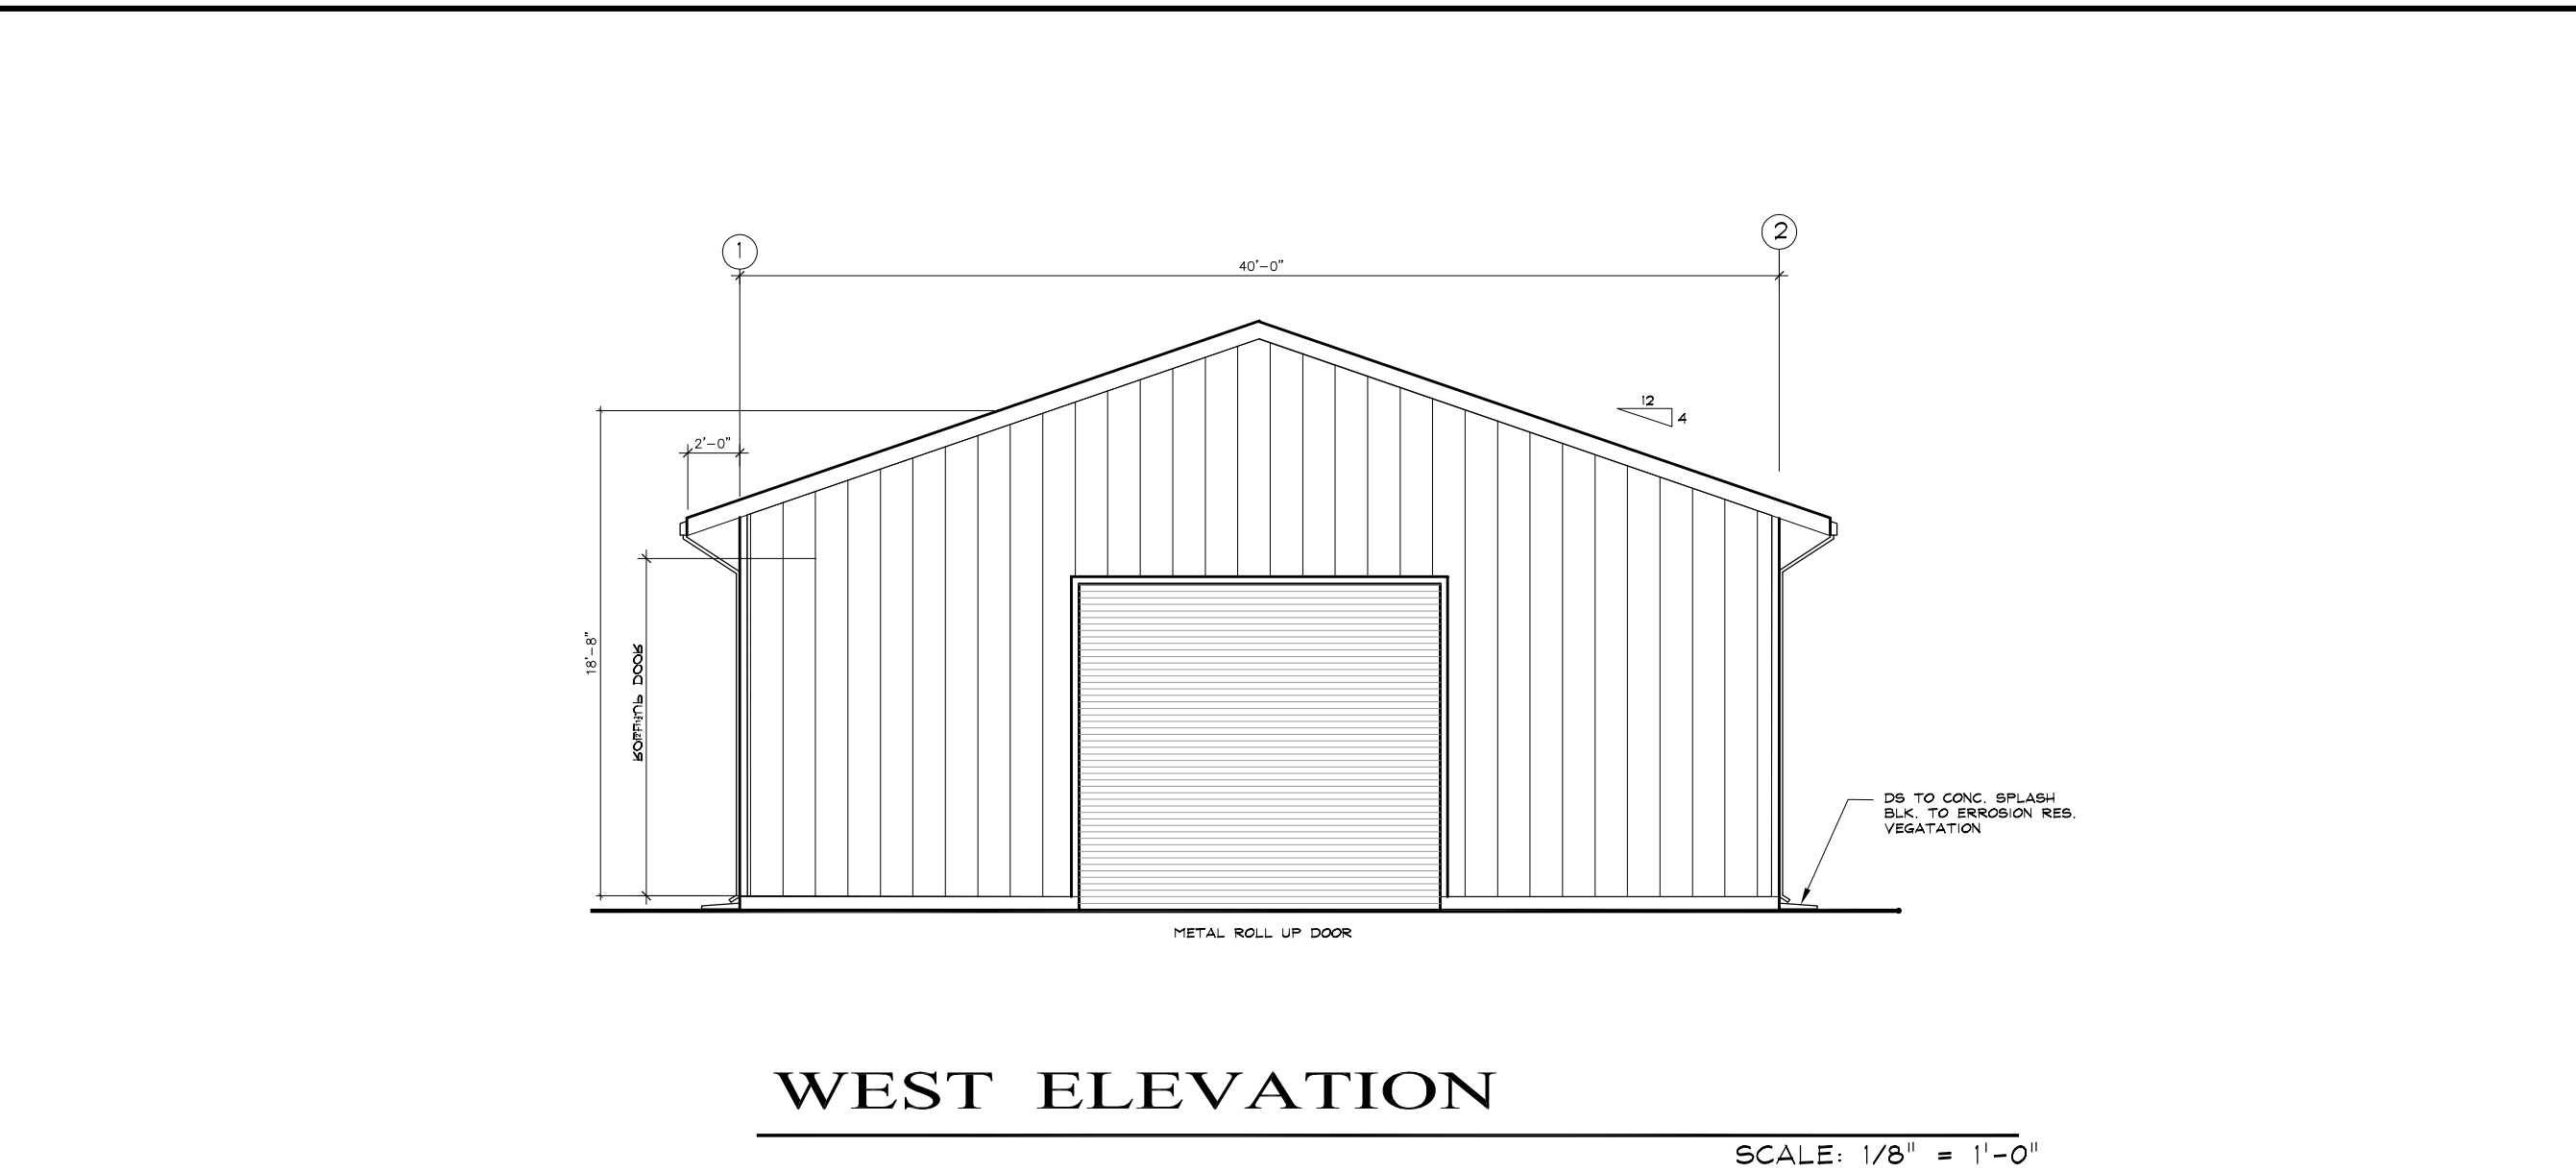 1
2
40'-0"
12
4
2'-0"
18'-8"
DOOR
DS TO CONC. SPLASH
BLK. TO ERROSION RES.
VEGATATION
METAL ROLL UP DOOR
WEST ELEVATION
SCALE: 1/8" = 1'-0"